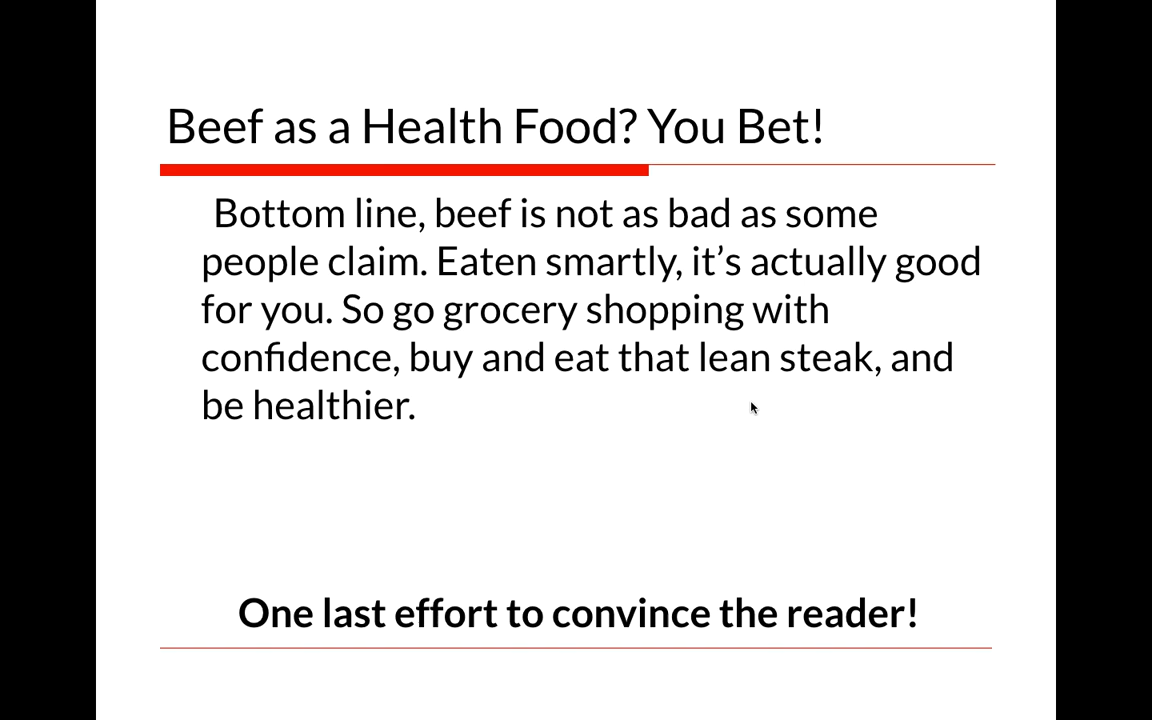 Beef as a Health Food? You Bet!
Bottom line, beef is not as bad as some
people claim. Eaten smartly, it’s actually good
for you. So go grocery shopping with
confidence, buy and eat that lean steak, and
be healthier.
One last effort to convince the reader!